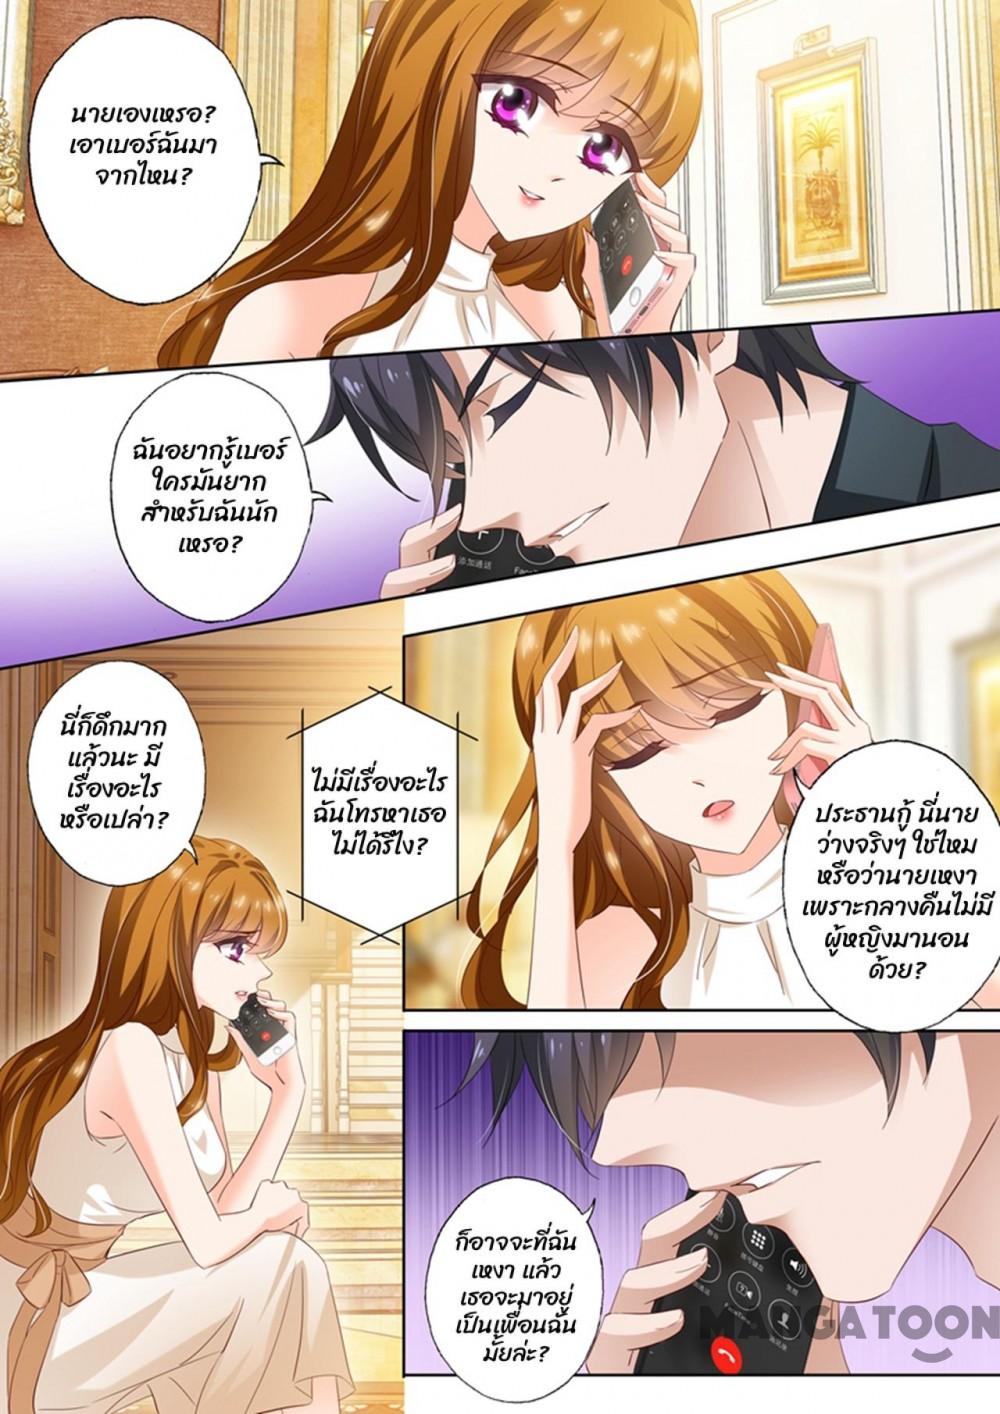 นายเองเหรอ?
เอาเบอร์ฉันมา
จากไหน?
ฉันอยากรู้เบอร์
ใครมันยาก
สำหรับฉันนัก
เหรอ?
添加通话
นี่ก็ดึกมาก
แล้วนะ มี
เรื่องอะไร
หรือเปล่า?
ไม่มีเรื่องอะไร
ฉันโทรหาเธอ
ไม่ได้รึไง?
ประธานกู้ นี่นาย
ว่างจริงๆ ใช่ไหม
หรือว่านายเหงา
เพราะกลางคืนไม่มี
ผู้หญิงมานอน
ด้วย?
ก็อาจจะที่ฉัน
เหงา แล้ว
เธอจะมาอยู่
เป็นเพื่อนฉัน
มั้ยล่ะ?
MANGATOON